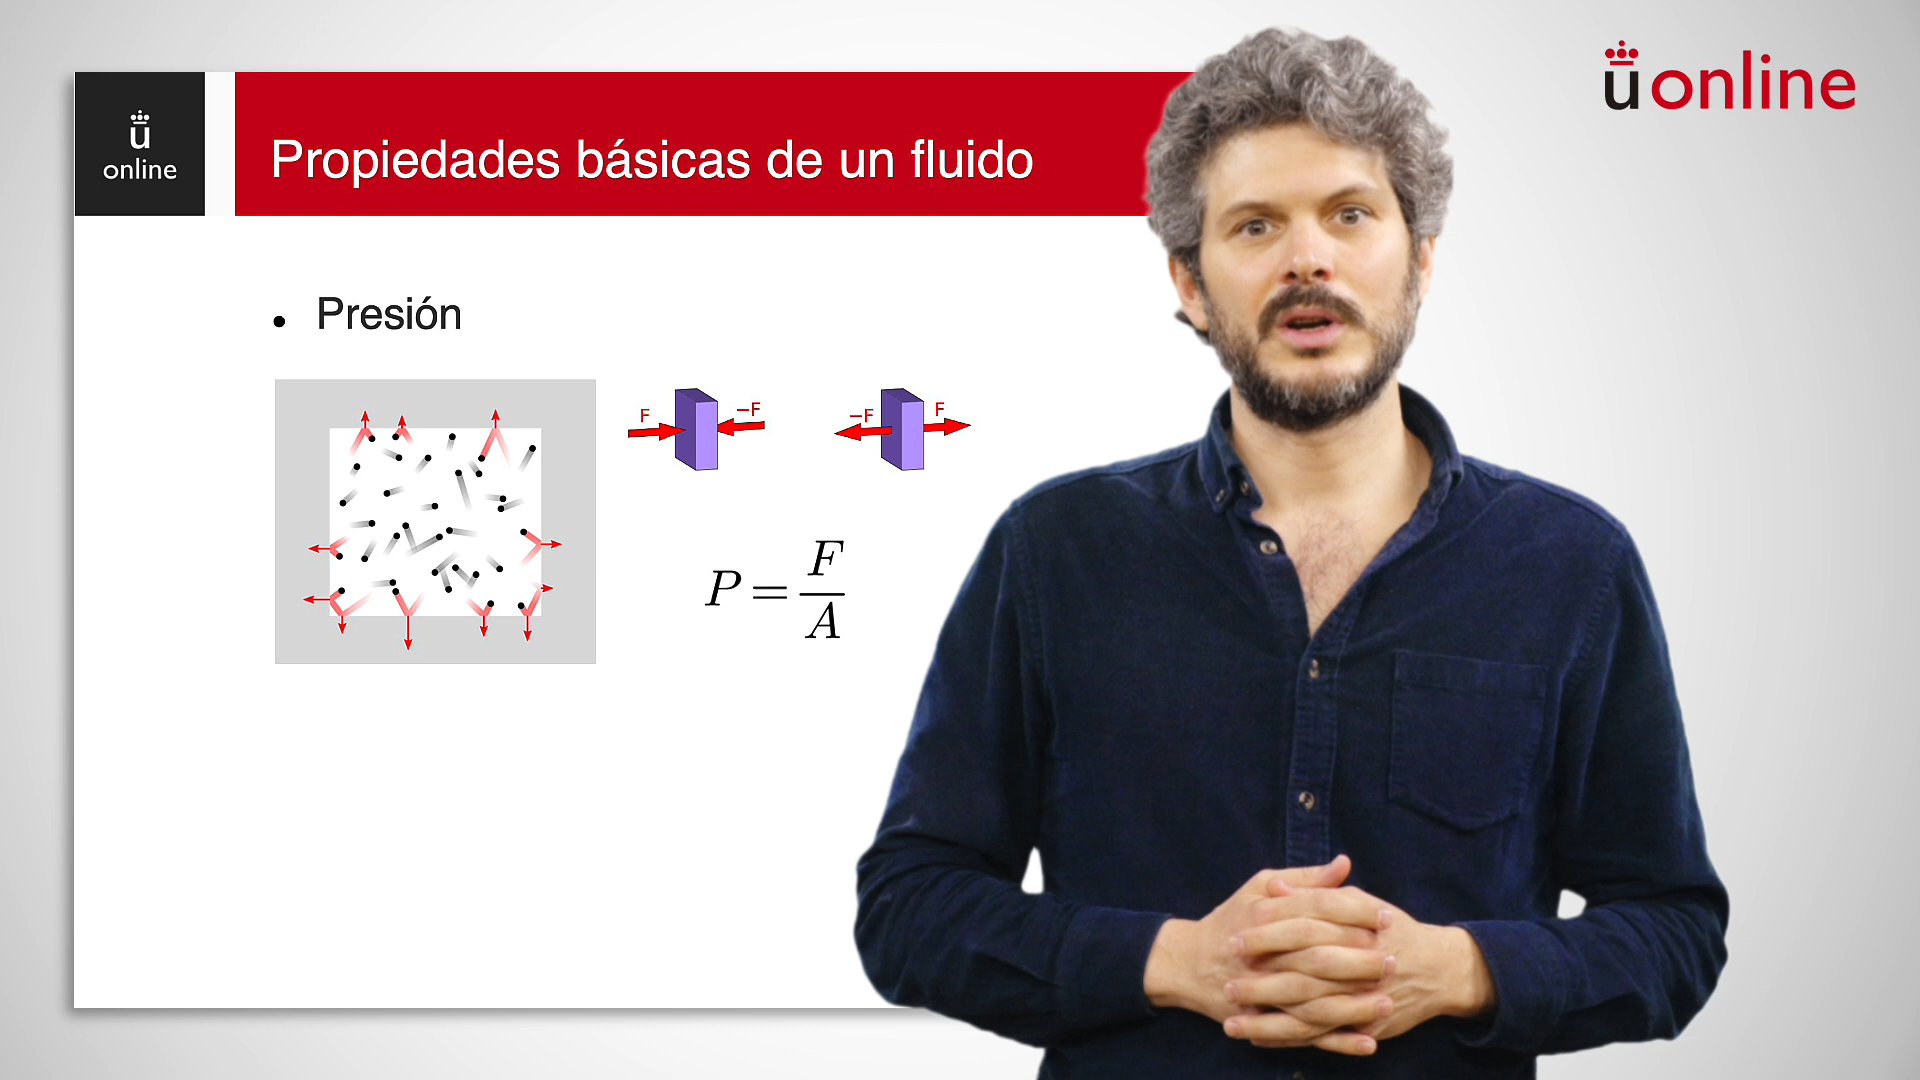 ü online
ü
online
Propiedades básicas de un fluido
• Presión
F −F −F F
P = F/A